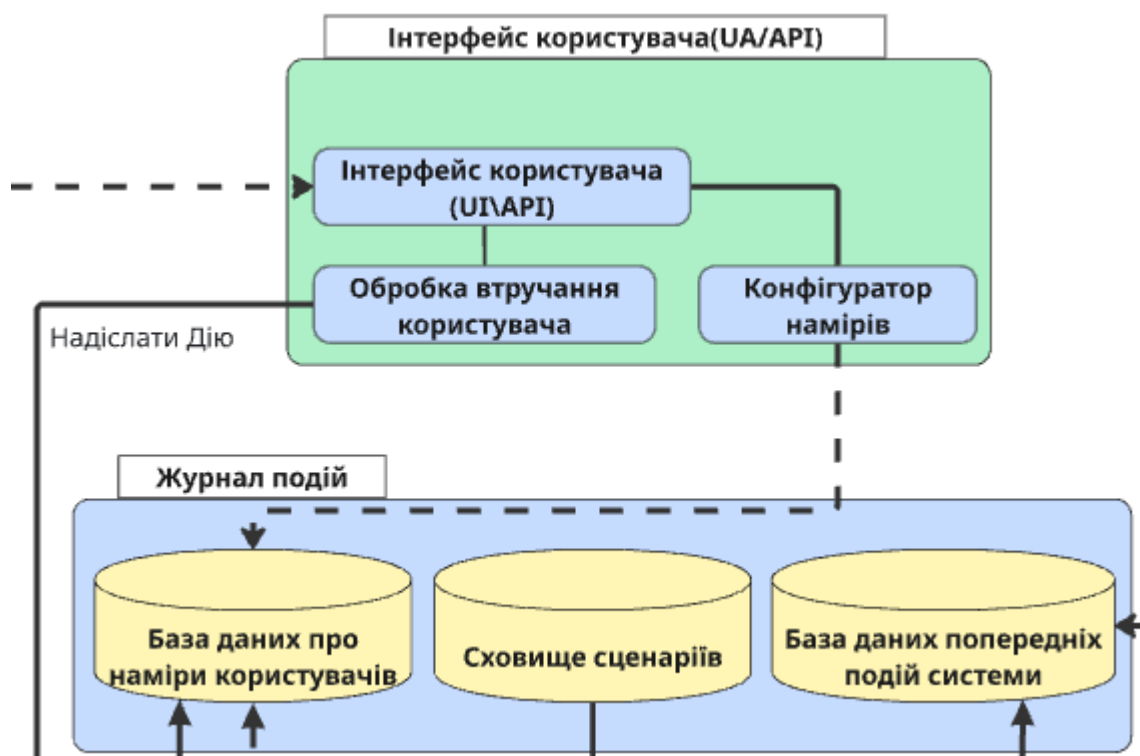 Інтерфейс користувача(UA/API)
Інтерфейс користувача
(UI\API)
Обробка втручання
користувача
Конфігуратор
намірів
Надіслати Дію
Журнал подій
База даних про
наміри користувачів
Сховище сценаріїв
База даних попередніх
подій системи